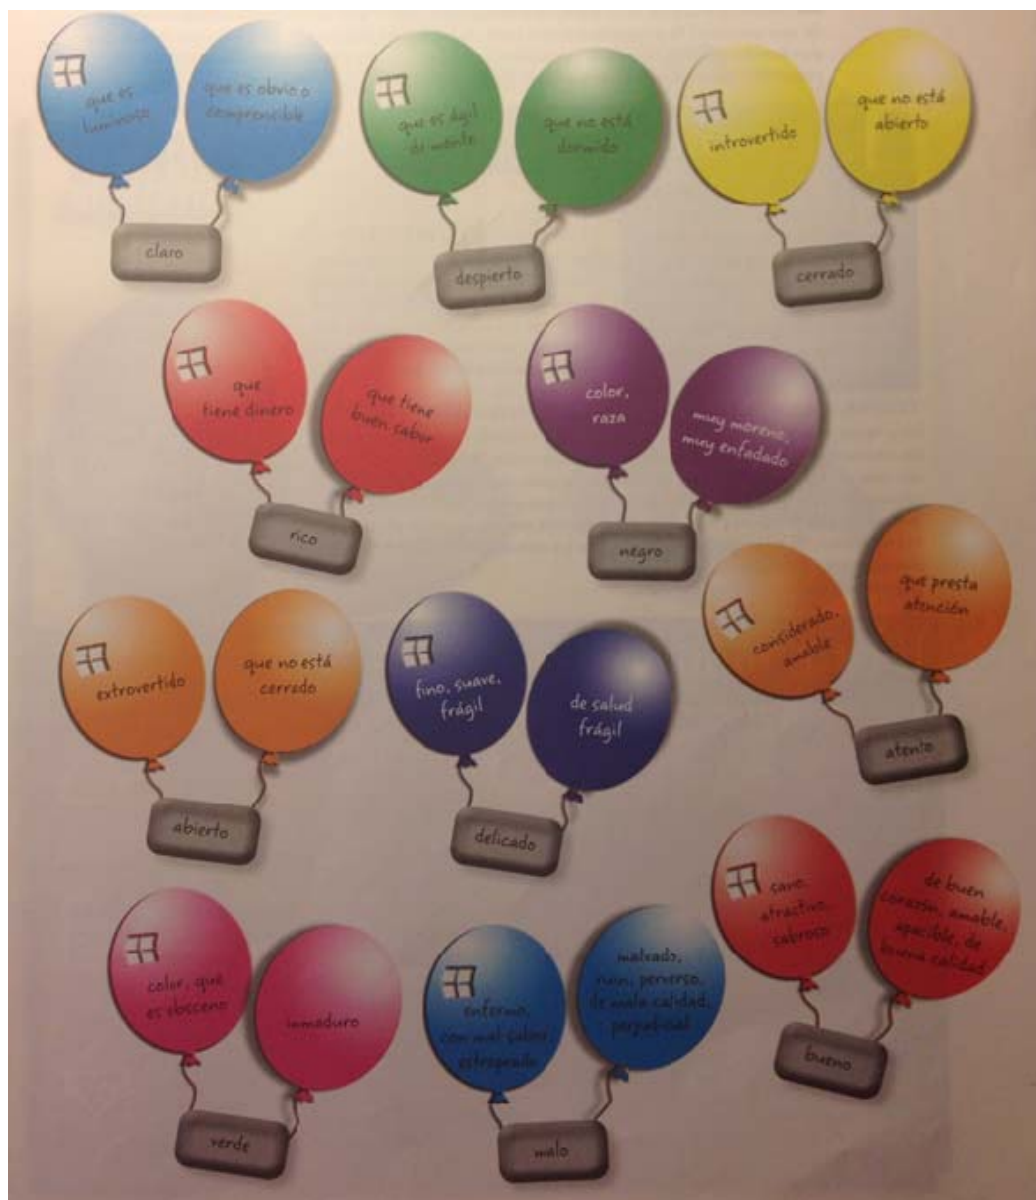 que es
luminoso
que es obvio o
comprensible
claro
que es ágil
de mente
que no está
dormido
despierto
introvertido
que no está
abierto
cerrado
que
tiene dinero
que tiene
buen sabor
rico
color,
raza
muy moreno,
muy enfadado
negro
extrovertido
que no está
cerrado
abierto
fino, suave,
frágil
de salud
frágil
delicado
considerado,
amable
que presta
atención
atento
color, que
es obsceno
inmaduro
verde
enfermo,
con mal sabor,
estropeado
malvado,
ruin, perverso,
de mala calidad,
perjudicial
malo
sano,
atractivo,
sabroso
de buen
corazón, amable,
apacible, de
buena calidad
bueno